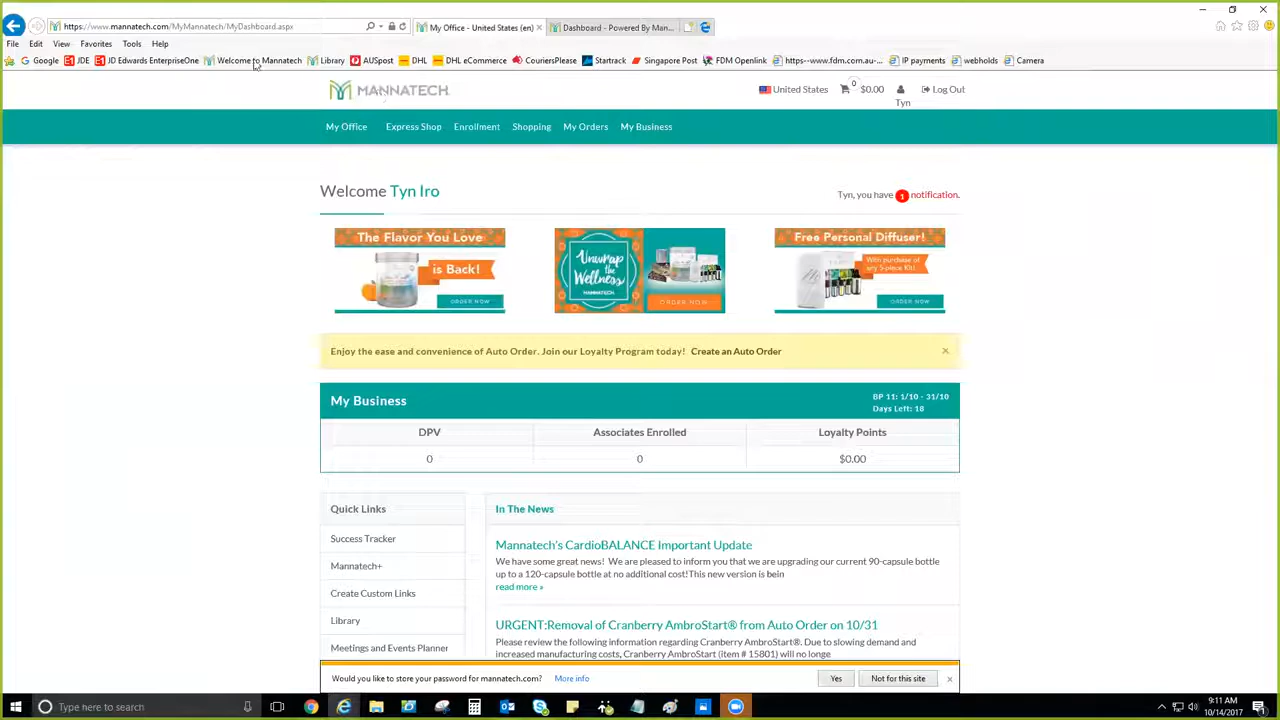 https://www.mannatech.com/MyMannatech/MyDashboard.aspx
My Office - United States (en)
Dashboard - Powered By Man...
File Edit View Favorites Tools Help
Google JDE JD Edwards EnterpriseOne Welcome to Mannatech Library AUSpost DHL DHL eCommerce CouriersPlease Startrack Singapore Post FDM Openlink https--www.fdm.com.au-... IP payments webholds Camera
MANNATECH
United States 0 $0.00 Tyn Log Out
My Office Express Shop Enrollment Shopping My Orders My Business
Welcome Tyn Iro
Tyn, you have 1 notification.
The Flavor You Love
is Back!
ORDER NOW
Unwrap
the
Wellness
MANNATECH
ORDER NOW
Free Personal Diffuser!
With purchase of
any 5-piece Kit!
ORDER NOW
Enjoy the ease and convenience of Auto Order. Join our Loyalty Program today! Create an Auto Order
My Business
BP 11: 1/10 - 31/10
Days Left: 18
DPV Associates Enrolled Loyalty Points
0 0 $0.00
Quick Links
Success Tracker
Mannatech+
Create Custom Links
Library
Meetings and Events Planner
In The News
Mannatech's CardioBALANCE Important Update
We have some great news! We are pleased to inform you that we are upgrading our current 90-capsule bottle
up to a 120-capsule bottle at no additional cost!This new version is bein
read more »
URGENT:Removal of Cranberry AmbroStart® from Auto Order on 10/31
Please review the following information regarding Cranberry AmbroStart®. Due to slowing demand and
increased manufacturing costs, Cranberry AmbroStart (item # 15801) will no longe
Would you like to store your password for mannatech.com? More info Yes Not for this site
Type here to search
9:11 AM
10/14/2017
1